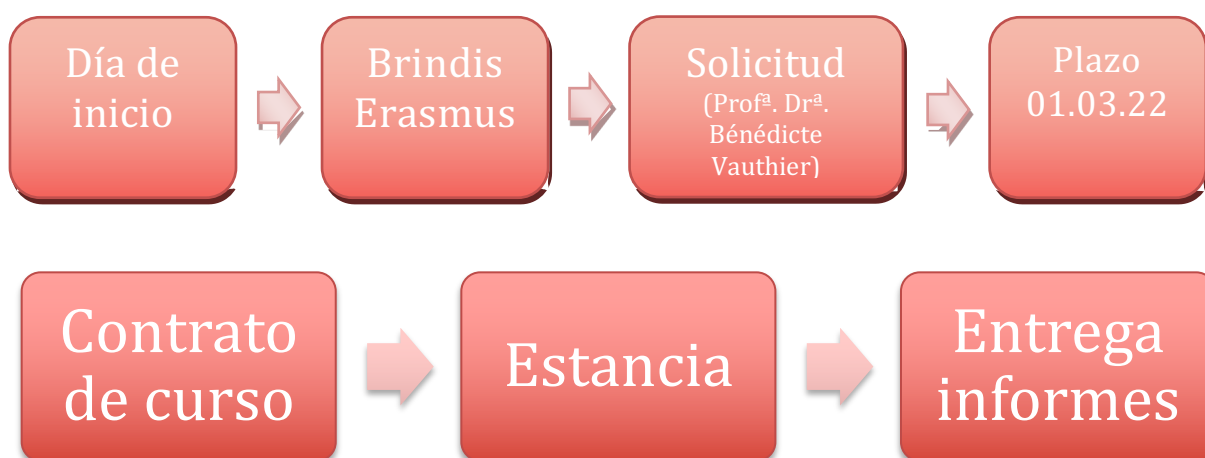 Día de
inicio
Brindis
Erasmus
Solicitud
(Profª. Drª.
Bénédicte
Vauthier)
Plazo
01.03.22
Contrato
de curso
Estancia
Entrega
informes